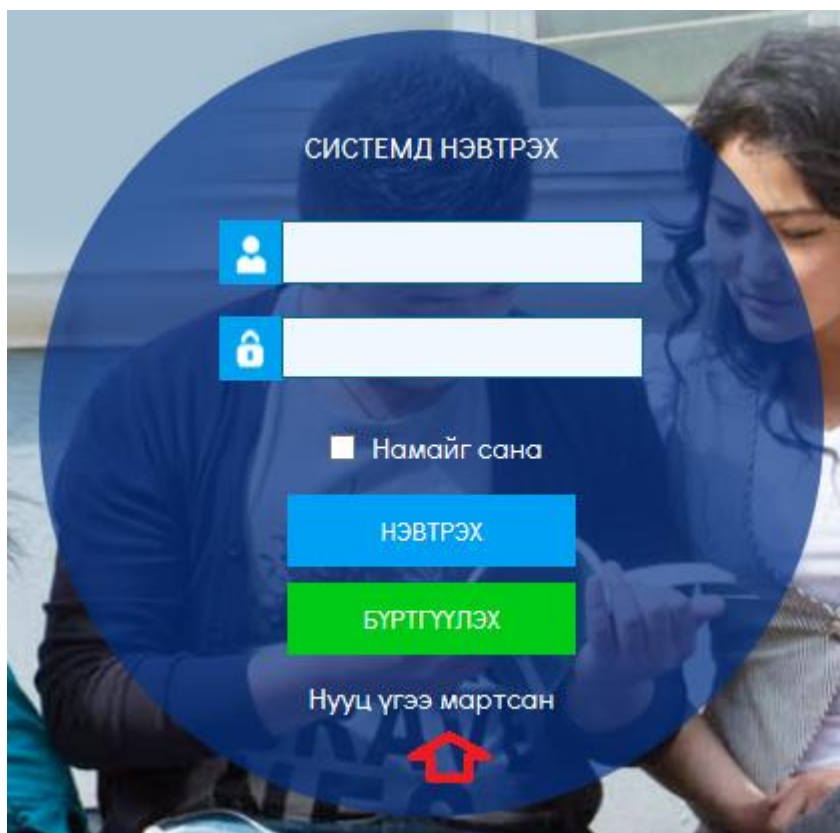 СИСТЕМД НЭВТРЭХ
Намайг сана
НЭВТРЭХ
БҮРТГҮҮЛЭХ
Нууц үгээ мартсан